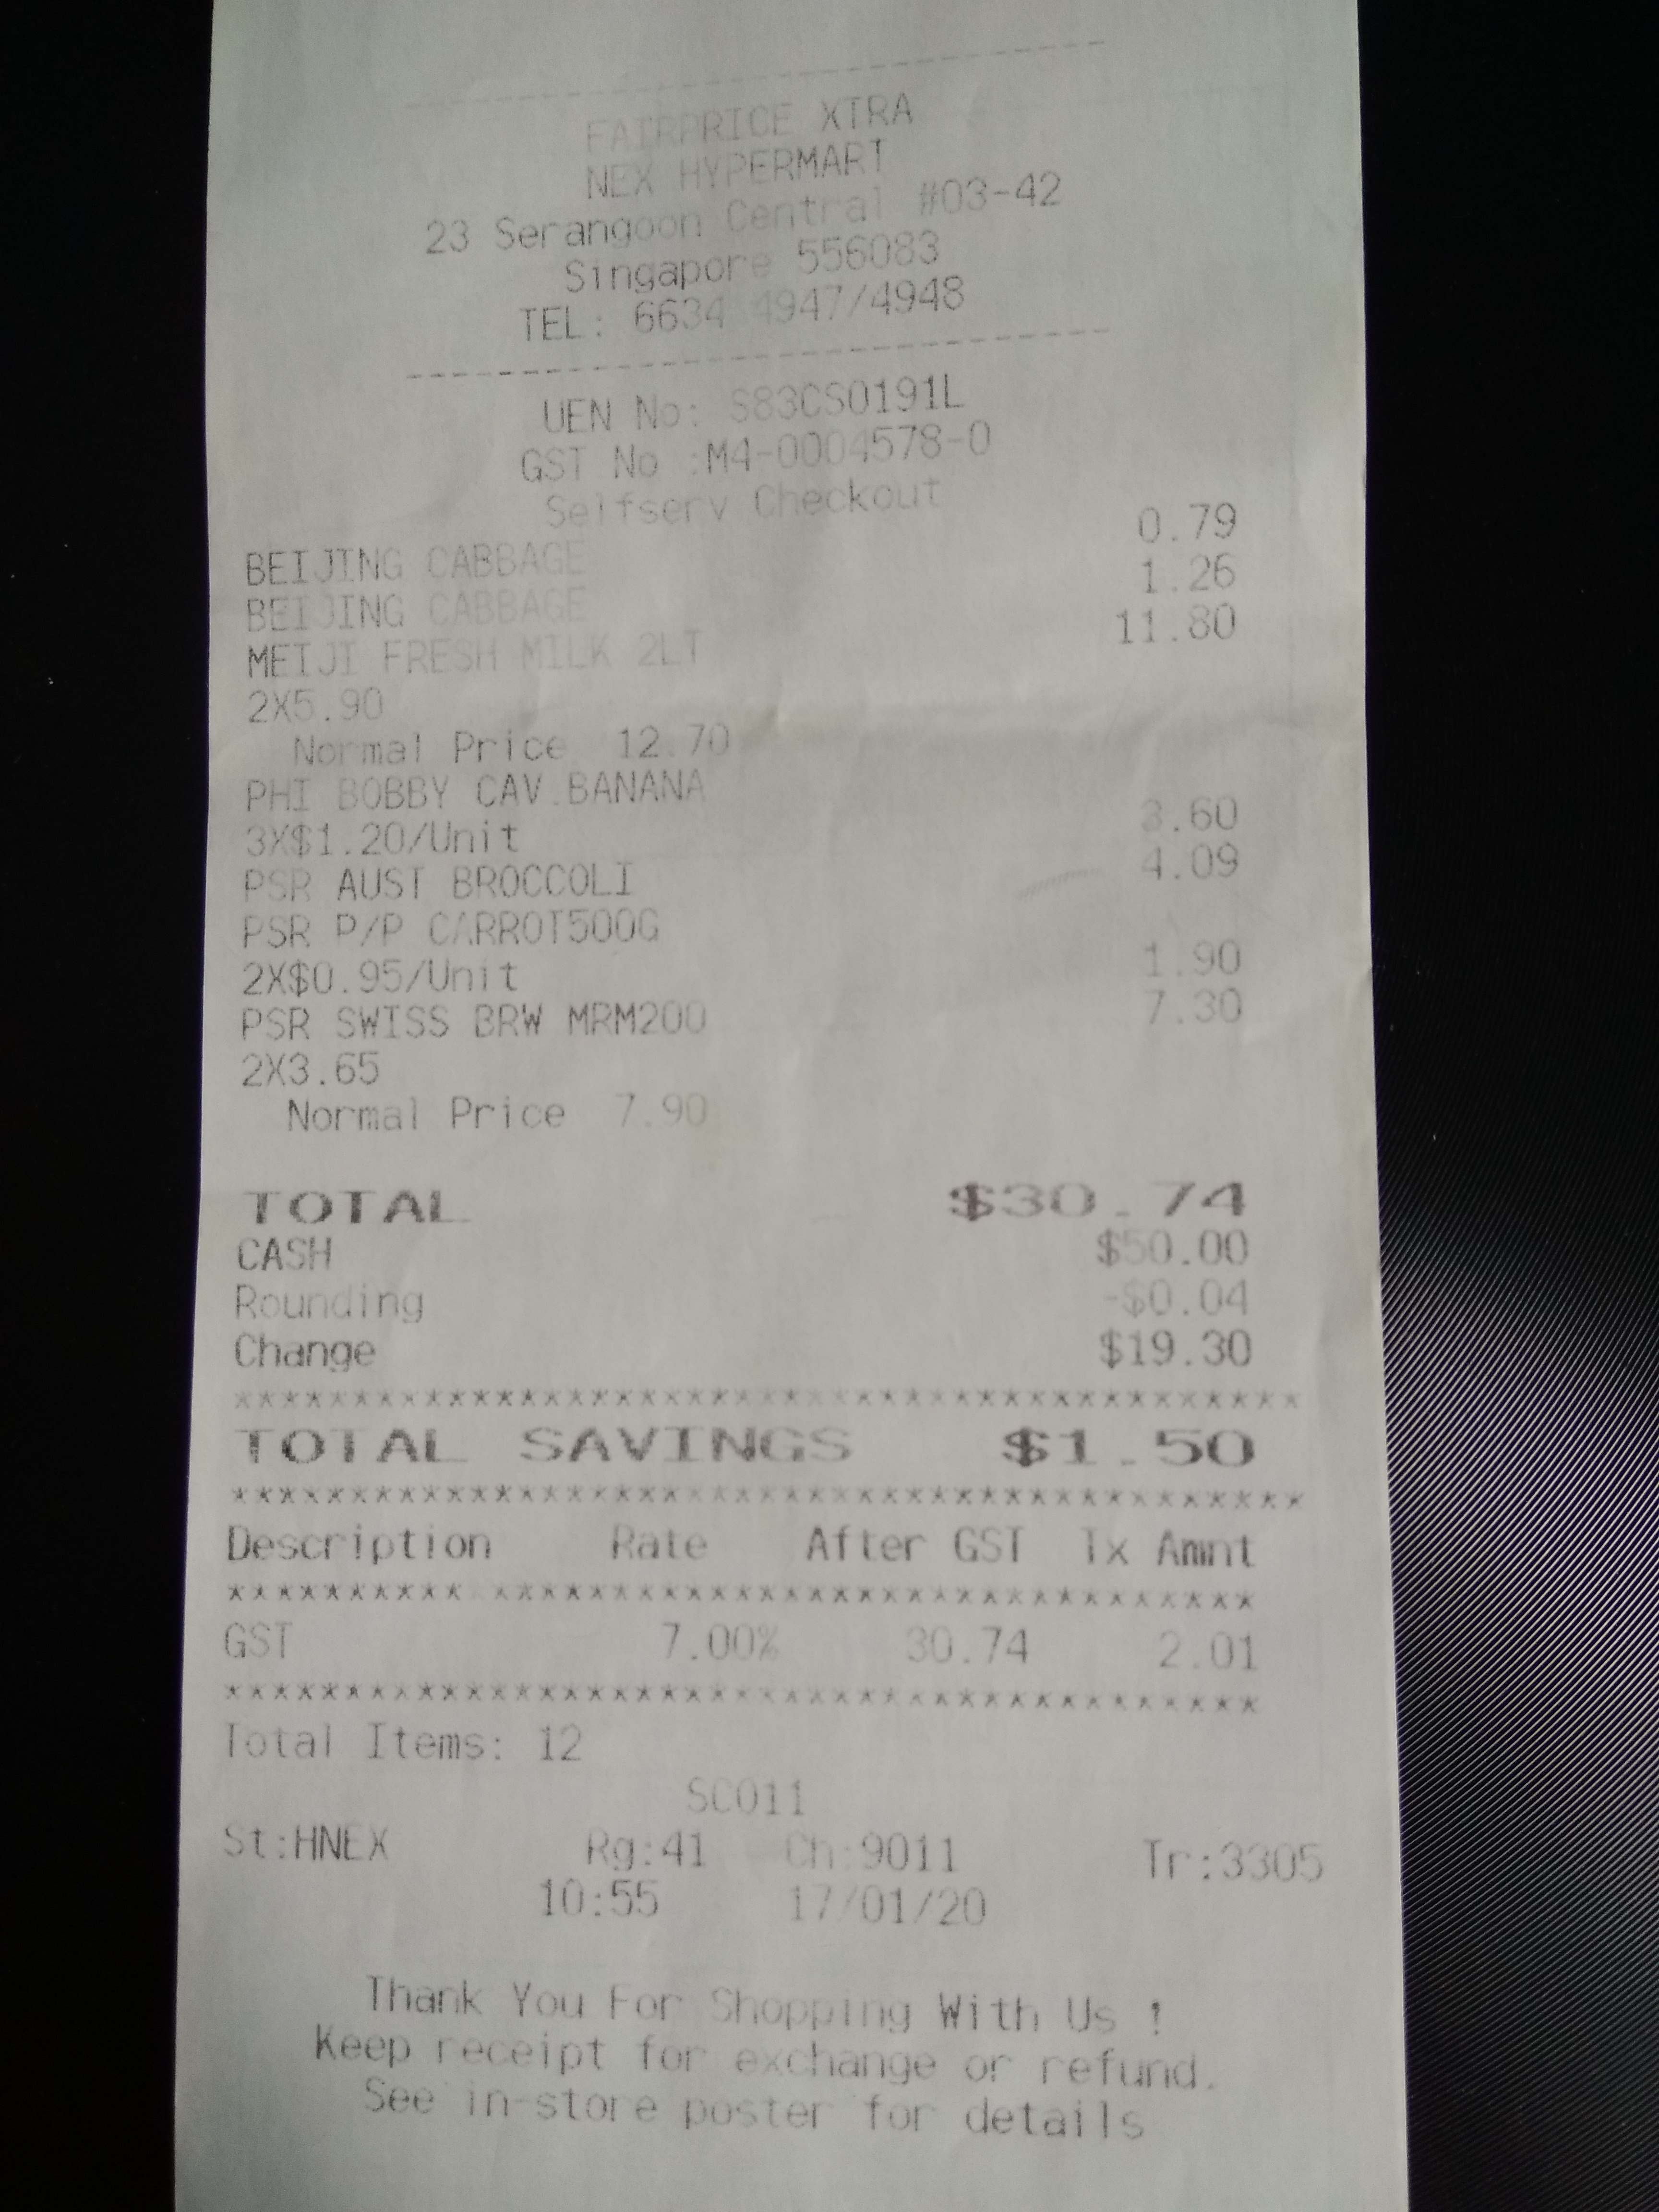 FAIRPRICE XTRA
NEX HYPERMART
23 Serangoon Central #03-42
Singapore 556083
TEL: 6634 4947/4948
UEN No: S83CS0191L
GST No :M4-0004578-0
Selfserv Checkout
BEIJING CABBAGE 0.79
BEIJING CABBAGE 1.26
MEIJI FRESH MILK 2LT 11.80
2X5.90
Normal Price 12.70
PHI BOBBY CAV.BANANA
3X$1.20/Unit 3.60
PSR AUST BROCCOLI 4.09
PSR P/P CARROT500G
2X$0.95/Unit 1.90
PSR SWISS BRW MRM200 7.30
2X3.65
Normal Price 7.90
TOTAL $30.74
CASH $50.00
Rounding -$0.04
Change $19.30
********************************************
TOTAL SAVINGS $1.50
********************************************
Description Rate After GST Tx Amnt
********************************************
GST 7.00% 30.74 2.01
********************************************
Total Items: 12
SCO11
St:HNEX Rg:41 Ch:9011 Tr:3305
10:55 17/01/20
Thank You For Shopping With Us !
Keep receipt for exchange or refund.
See in-store poster for details